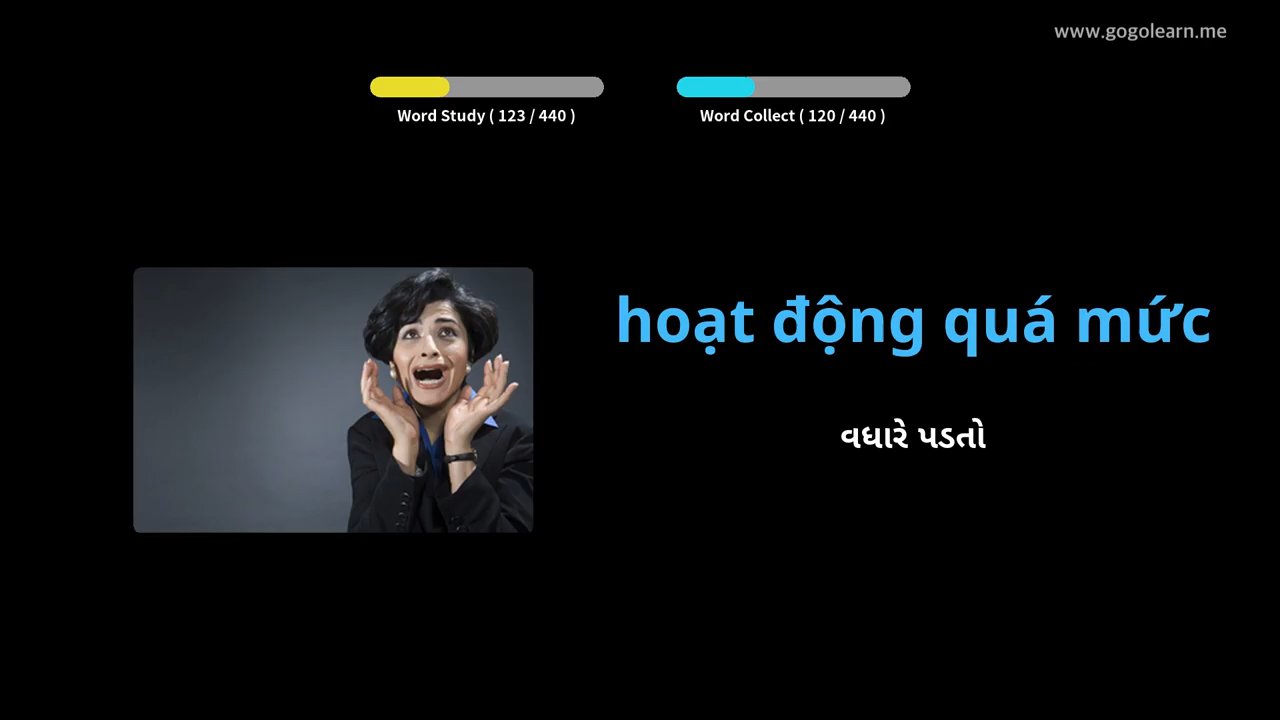 www.gogolearn.me
Word Study ( 123 / 440 )
Word Collect ( 120 / 440 )
hoạt động quá mức
વધારે પડતો